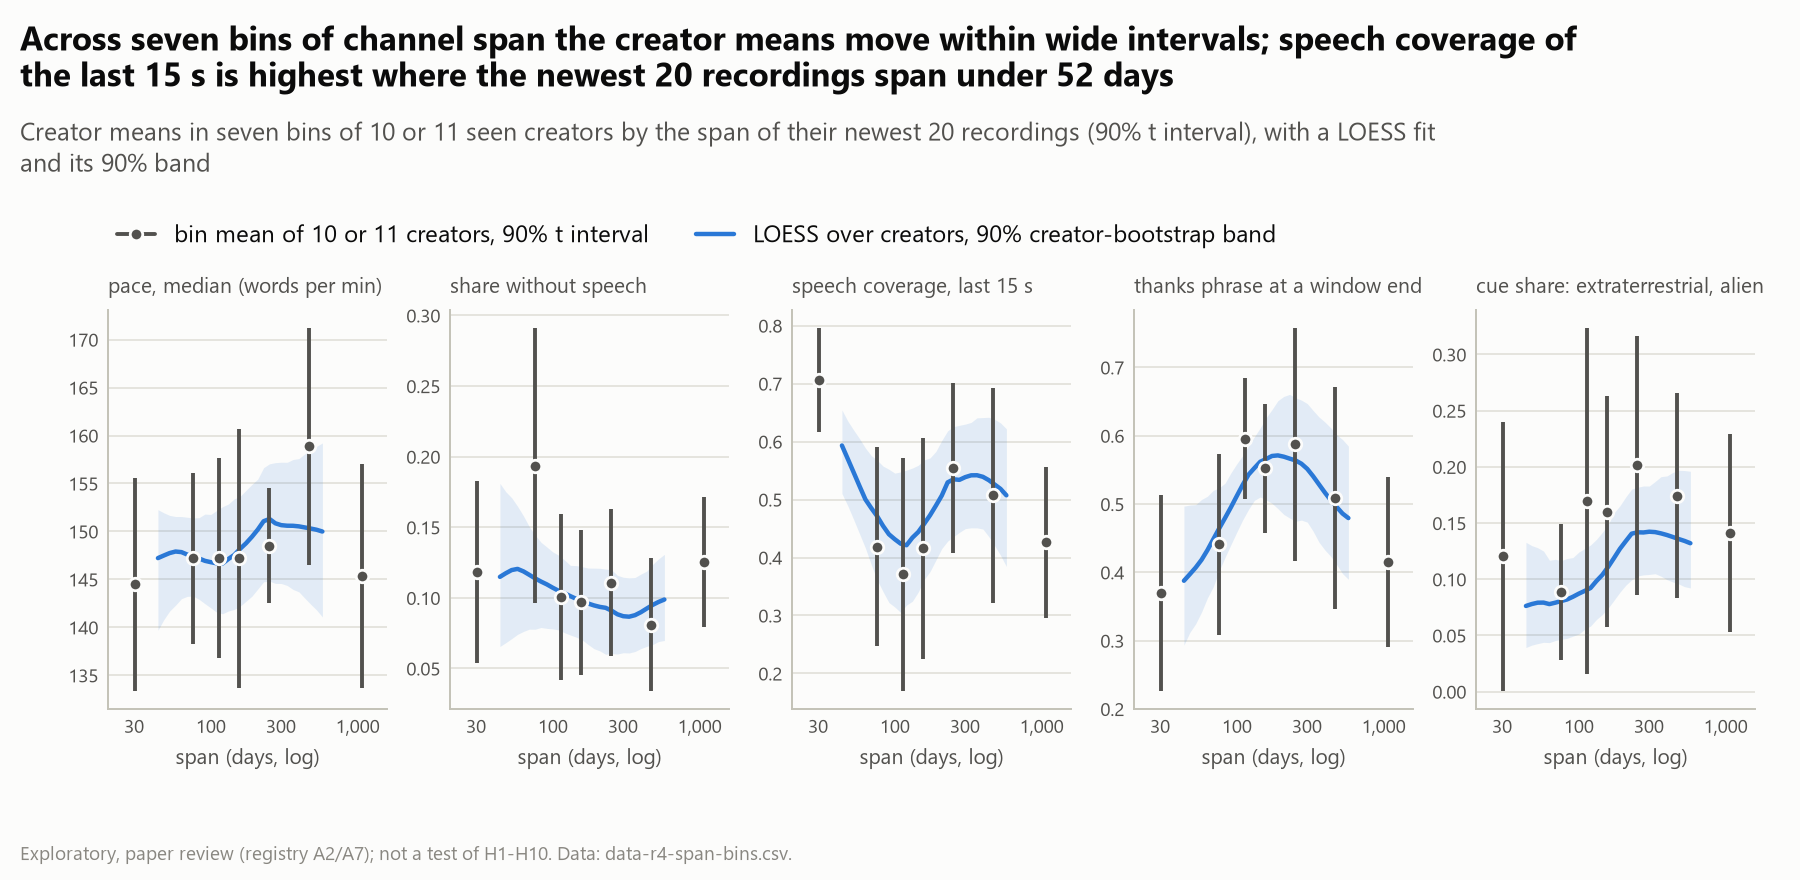 Across seven bins of channel span the creator means move within wide intervals; speech coverage of
the last 15 s is highest where the newest 20 recordings span under 52 days
Creator means in seven bins of 10 or 11 seen creators by the span of their newest 20 recordings (90% t interval), with a LOESS fit
and its 90% band
bin mean of 10 or 11 creators, 90% t interval
LOESS over creators, 90% creator-bootstrap band
pace, median (words per min)
170
165
160
155
150
145
140
135
30 100 300 1,000
span (days, log)
share without speech
0.30
0.25
0.20
0.15
0.10
0.05
30 100 300 1,000
span (days, log)
speech coverage, last 15 s
0.8
0.7
0.6
0.5
0.4
0.3
0.2
30 100 300 1,000
span (days, log)
thanks phrase at a window end
0.7
0.6
0.5
0.4
0.3
0.2
30 100 300 1,000
span (days, log)
cue share: extraterrestrial, alien
0.30
0.25
0.20
0.15
0.10
0.05
0.00
30 100 300 1,000
span (days, log)
Exploratory, paper review (registry A2/A7); not a test of H1-H10. Data: data-r4-span-bins.csv.